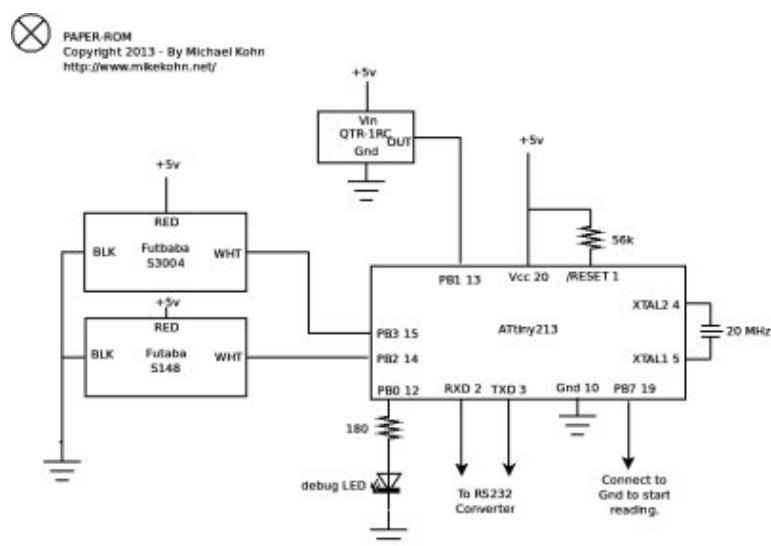 PAPER-ROM
Copyright 2013 - By Michael Kohn
http://www.mikekohn.net/
+5v
Vin
QTR-1RC
OUT
Gnd
+5v
+5v
RED
BLK
Futbaba
S3004
WHT
56k
PB1 13
Vcc 20
/RESET 1
+5v
RED
BLK
Futaba
S148
WHT
XTAL2 4
ATtiny213
20 MHz
PB3 15
PB2 14
XTAL1 5
PB0 12
RXD 2
TXD 3
Gnd 10
PB7 19
180
debug LED
To RS232
Converter
Connect to
Gnd to start
reading.